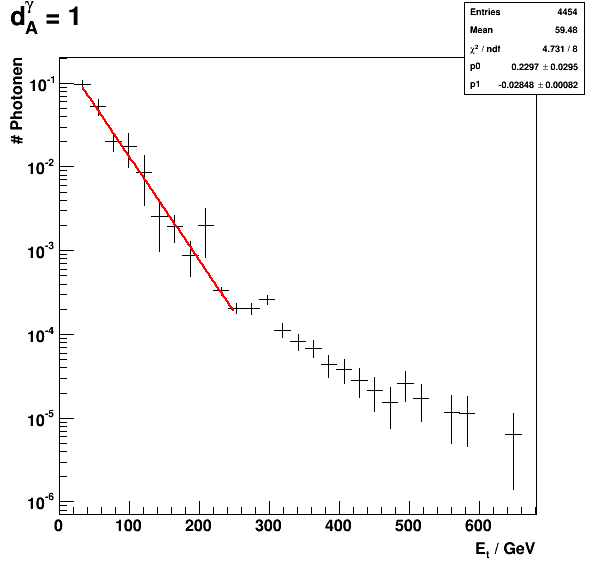 d_A^γ = 1
Entries 4454
Mean 59.48
χ² / ndf 4.731 / 8
p0 0.2297 ± 0.0295
p1 -0.02848 ± 0.00082
# Photonen
10⁻¹
10⁻²
10⁻³
10⁻⁴
10⁻⁵
10⁻⁶
0 100 200 300 400 500 600
E_t / GeV